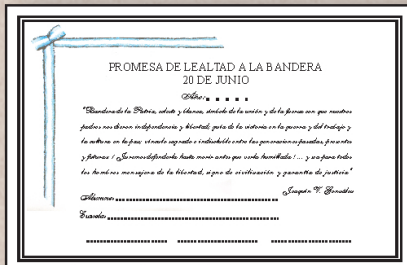 PROMESA DE LEALTAD A LA BANDERA
20 DE JUNIO
Año: .....
"Bandera de la Patria, celeste y blanca, símbolo de la unión y de la fuerza con que nuestros
padres nos dieron independencia y libertad; guía de la victoria en la guerra y del trabajo y
la cultura en la paz; vínculo sagrado e indisoluble entre las generaciones pasadas, presentes
y futuras ! Juremos defenderla hasta morir antes que verla humillada ! ... y sea para todos
los hombres mensajera de la libertad, signo de civilización y garantía de justicia"
Joaquín V. González
Alumno:
Escuela: